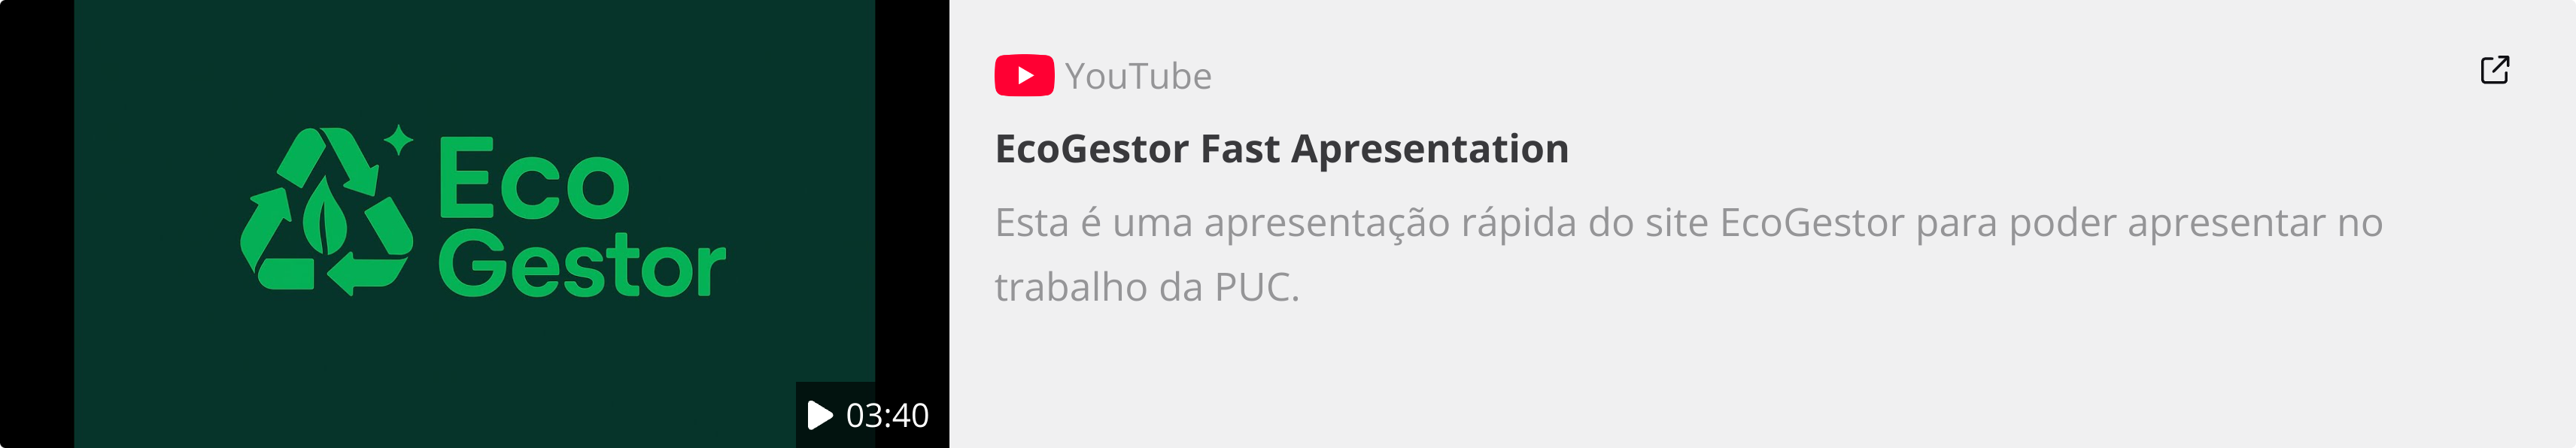 Eco
Gestor
03:40
YouTube
EcoGestor Fast Apresentation
Esta é uma apresentação rápida do site EcoGestor para poder apresentar no
trabalho da PUC.